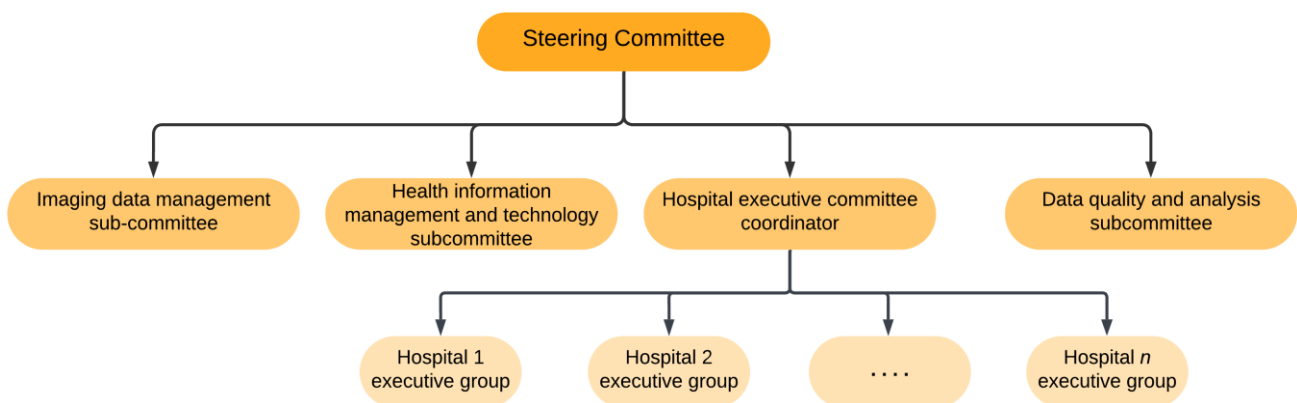 Steering Committee
Imaging data management
sub-committee
Health information
management and technology
subcommittee
Hospital executive committee
coordinator
Data quality and analysis
subcommittee
Hospital 1
executive group
Hospital 2
executive group
....
Hospital n
executive group